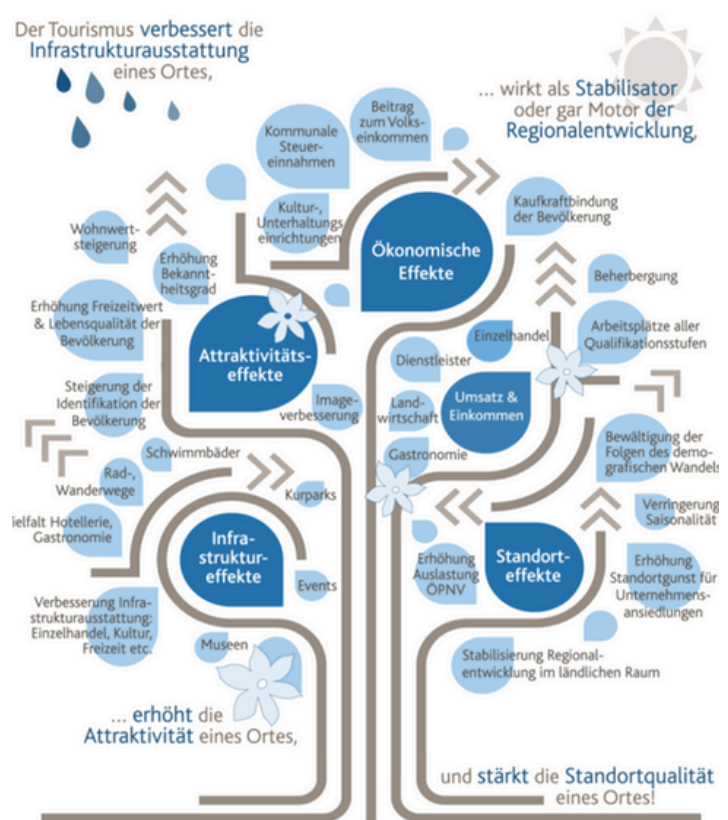 Der Tourismus verbessert die
Infrastrukturausstattung
eines Ortes,
... wirkt als Stabilisator
oder gar Motor der
Regionalentwicklung,
Beitrag
zum Volks-
einkommen
Kommunale
Steuer-
einnahmen
Kultur-,
Unterhaltungs
einrichtungen
Ökonomische
Effekte
Kaufkraftbindung
der Bevölkerung
Wohnwert-
steigerung
Erhöhung
Bekannt-
heitsgrad
Erhöhung Freizeitwert
& Lebensqualität der
Bevölkerung
Attraktivitäts-
effekte
Steigerung der
Identifikation der
Bevölkerung
Image-
verbesserung
Beherbergung
Einzelhandel
Arbeitsplätze aller
Qualifikationsstufen
Dienstleister
Land-
wirtschaft
Umsatz &
Einkommen
Gastronomie
Bewältigung der
Folgen des demo-
grafischen Wandels
Schwimmbäder
Rad-,
Wanderwege
Kurparks
ielfalt Hotellerie,
Gastronomie
Infra-
struktur-
effekte
Events
Verbesserung Infra-
strukturausstattung:
Einzelhandel, Kultur,
Freizeit etc.
Museen
Verringerung
Saisonalität
Erhöhung
Auslastung
ÖPNV
Standort-
effekte
Erhöhung
Standortgunst für
Unternehmens-
ansiedlungen
Stabilisierung Regional-
entwicklung im ländlichen Raum
... erhöht die
Attraktivität eines Ortes,
und stärkt die Standortqualität
eines Ortes!